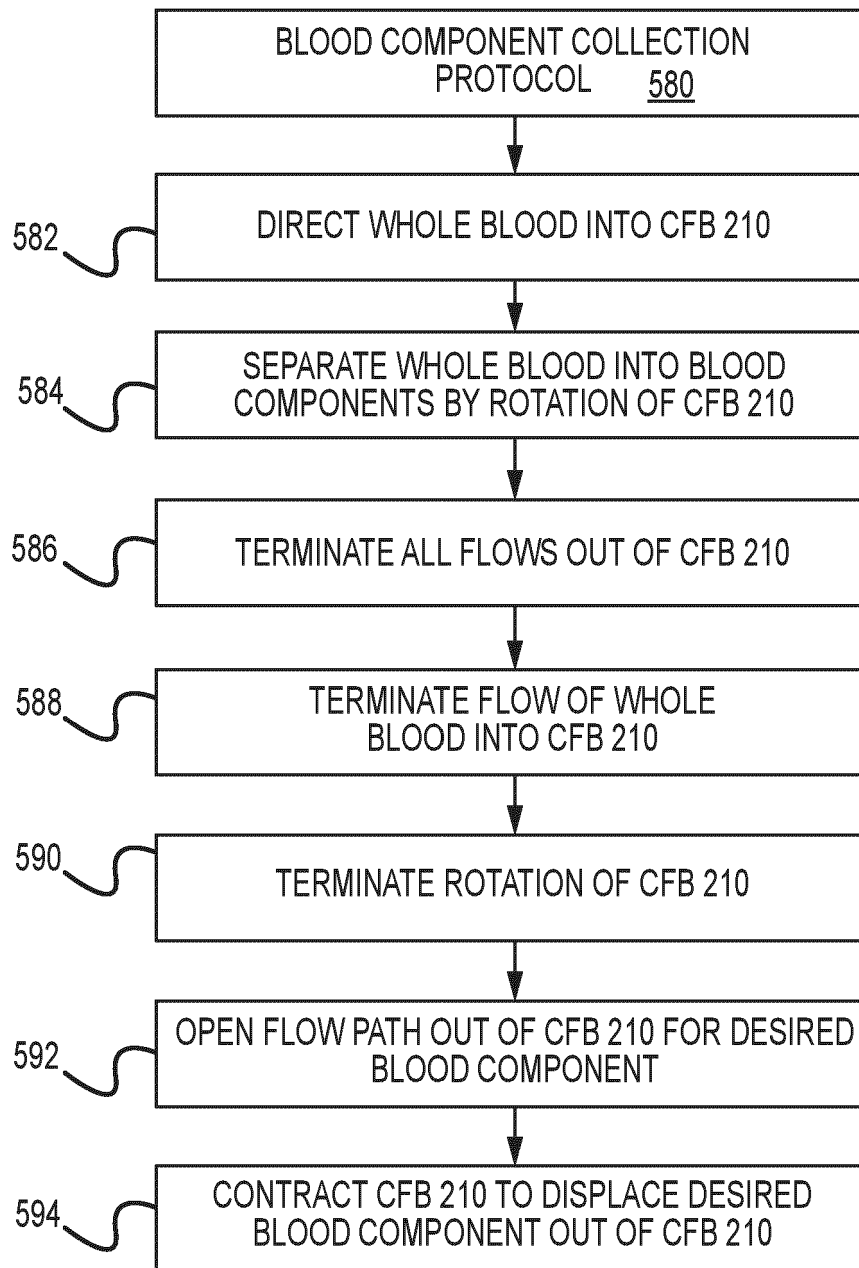 BLOOD COMPONENT COLLECTION
PROTOCOL 580
582
DIRECT WHOLE BLOOD INTO CFB 210
584
SEPARATE WHOLE BLOOD INTO BLOOD
COMPONENTS BY ROTATION OF CFB 210
586
TERMINATE ALL FLOWS OUT OF CFB 210
588
TERMINATE FLOW OF WHOLE
BLOOD INTO CFB 210
590
TERMINATE ROTATION OF CFB 210
592
OPEN FLOW PATH OUT OF CFB 210 FOR DESIRED
BLOOD COMPONENT
594
CONTRACT CFB 210 TO DISPLACE DESIRED
BLOOD COMPONENT OUT OF CFB 210